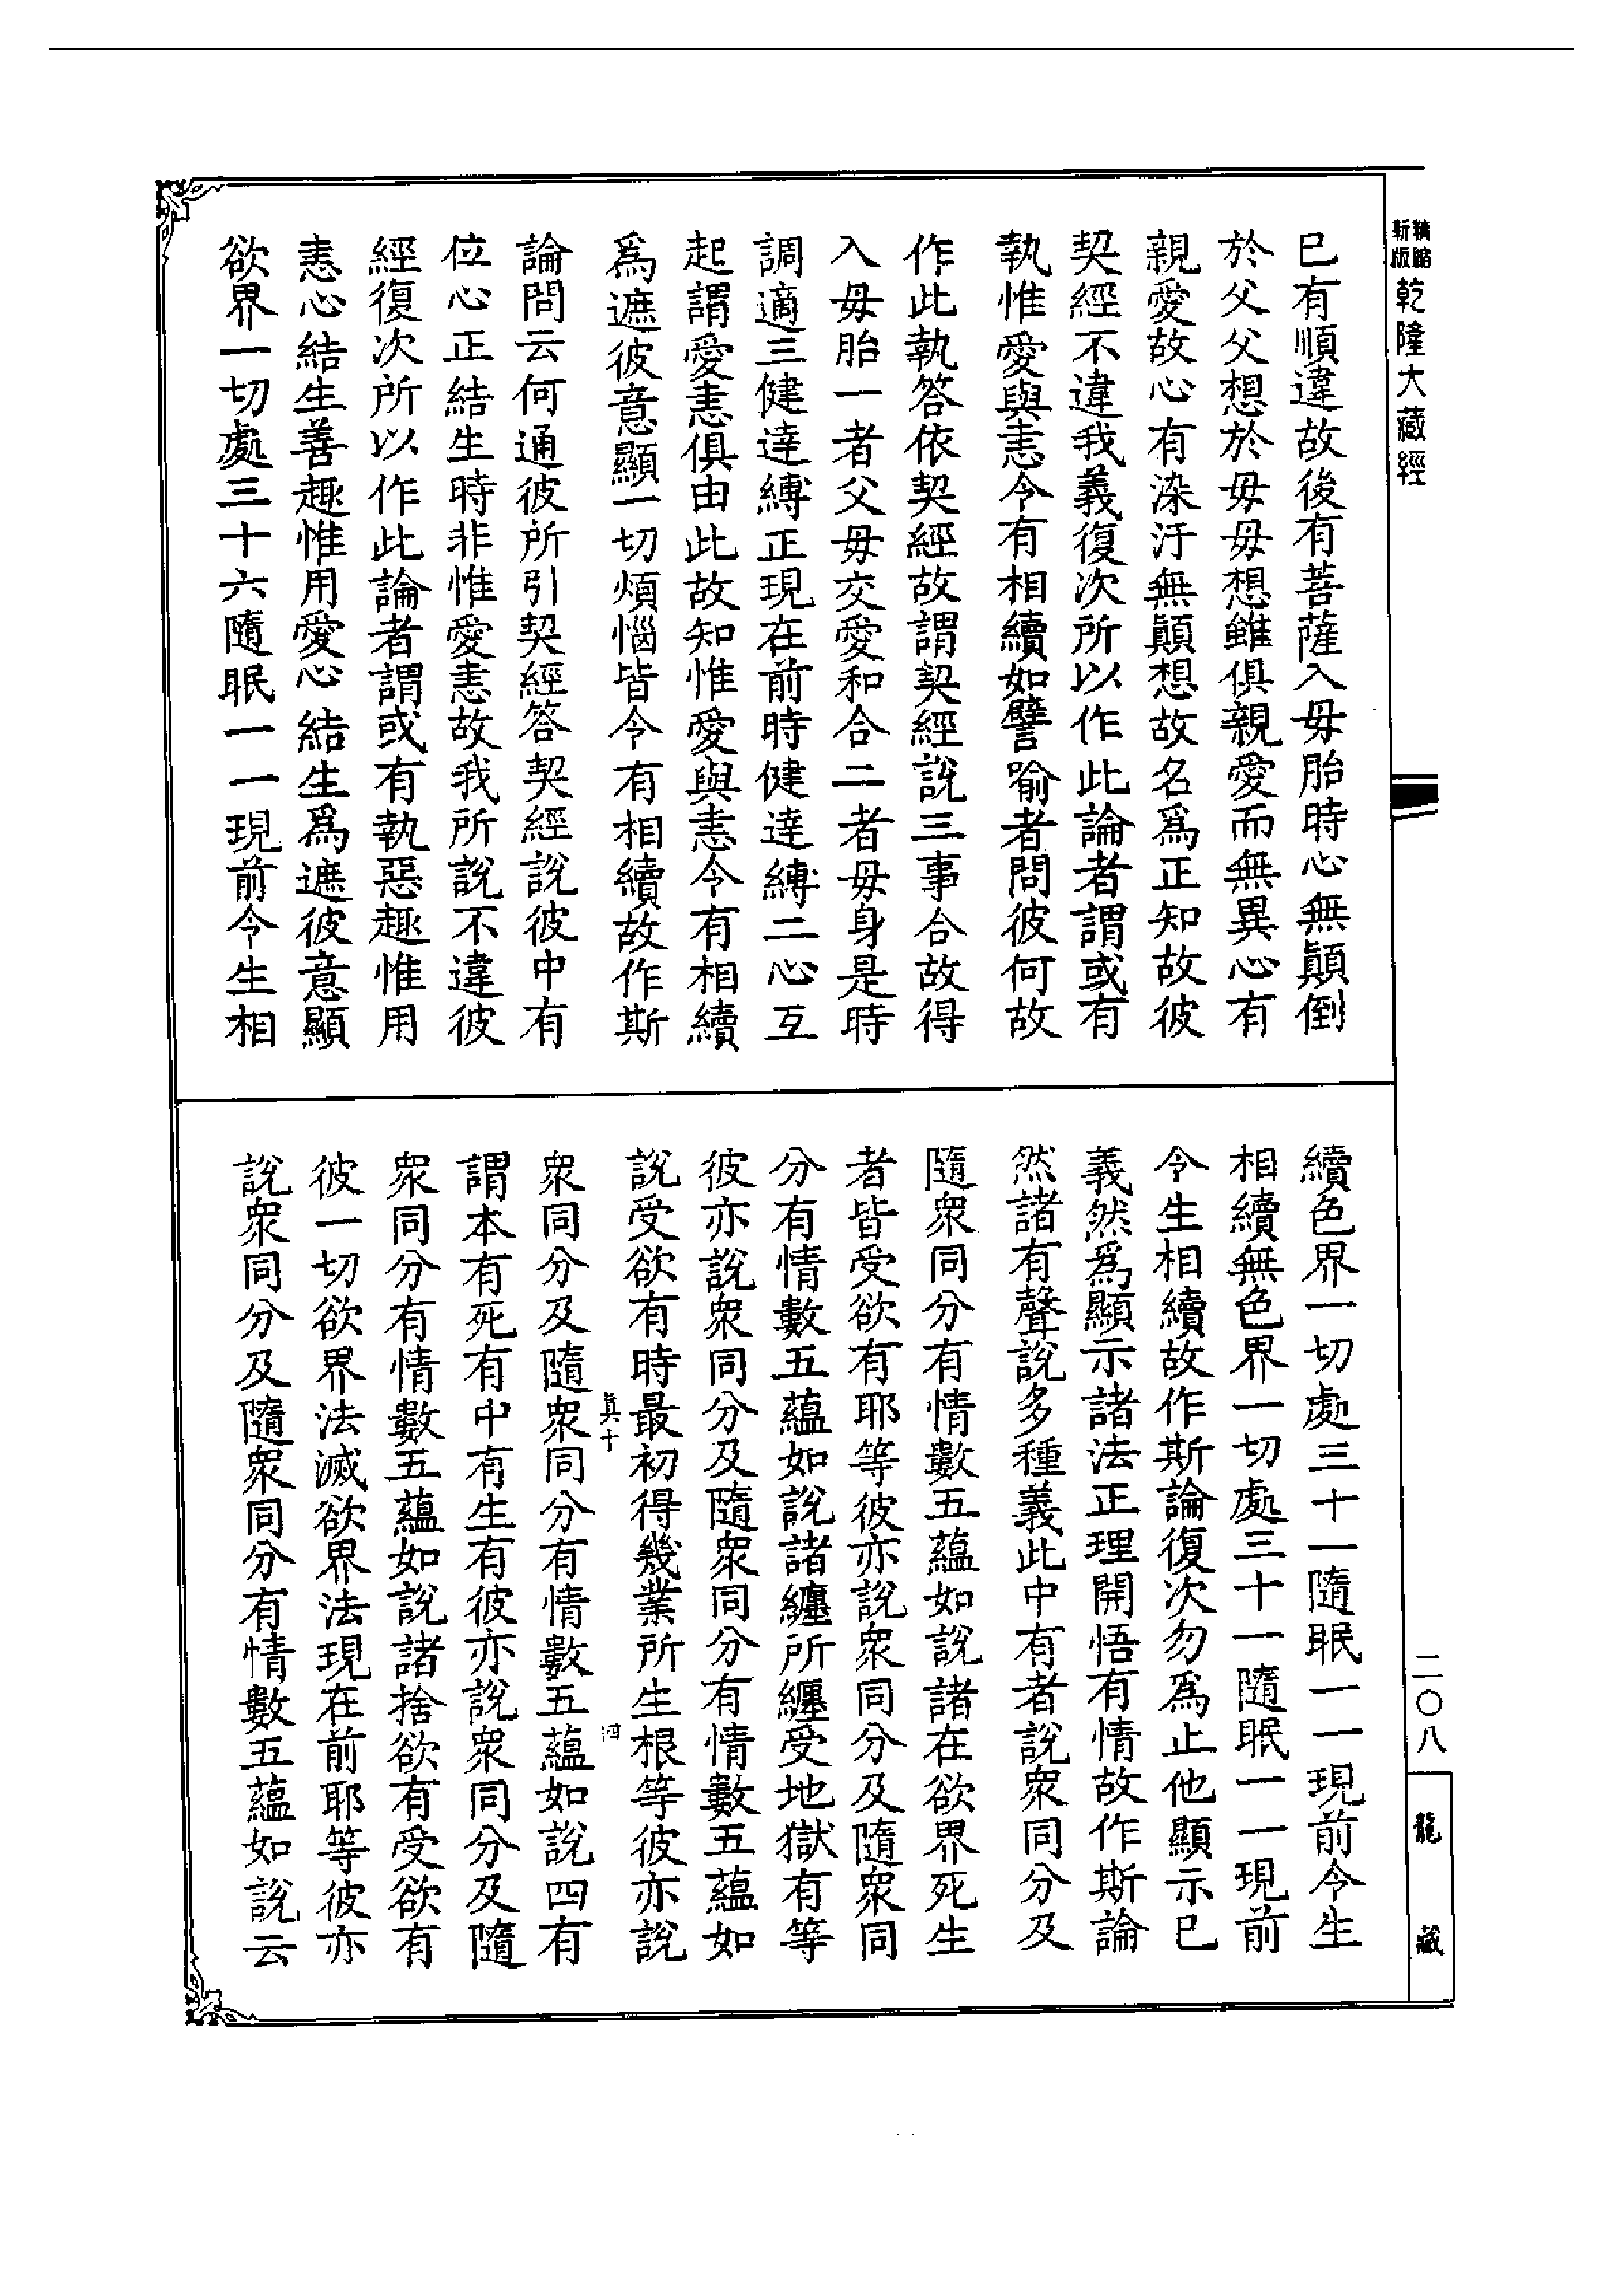 新版
精縮
乾隆大藏經
已有順違故後有菩薩入毋胎時心無顛倒
於父父想於毋毋想雖俱親愛而無異心有
親愛故心有染汙無顛想故名爲正知故彼
契經不違我義復次所以作此論者謂或有
執惟愛與恚令有相續如譬喻者問彼何故
作此執答依契經故謂契經說三事合故得
入毋胎一者父毋交愛和合二者毋身是時
調適三健達縛正現在前時健達縛二心互
起謂愛恚俱由此故知惟愛與恚令有相續
爲遮彼意顯一切煩惱皆令有相續故作斯
論問云何通彼所引契經答契經說彼中有
位心正結生時非惟愛恚故我所說不違彼
經復次所以作此論者謂或有執惡趣惟用
恚心結生善趣惟用愛心結生爲遮彼意顯
欲界一切處三十六隨眠一一現前令生相
續色界一切處三十一隨眠一一現前令生
相續無色界一切處三十一隨眠一一現前
令生相續故作斯論復次勿爲止他顯示已
義然爲顯示諸法正理開悟有情故作斯論
然諸有聲說多種義此中有者說衆同分及
隨衆同分有情數五蘊如說諸在欲界死生
者皆受欲有耶等彼亦說衆同分及隨衆同
分有情數五蘊如說諸纏所纏受地獄有等
彼亦說衆同分及隨衆同分有情數五蘊如
說受欲有時最初得幾業所生根等彼亦說
真十
四
衆同分及隨衆同分有情數五蘊如說四有
謂本有死有中有生有彼亦說衆同分及隨
衆同分有情數五蘊如說諸捨欲有受欲有
彼一切欲界法滅欲界法現在前耶等彼亦
說衆同分及隨衆同分有情數五蘊如說云
二〇八
龍藏